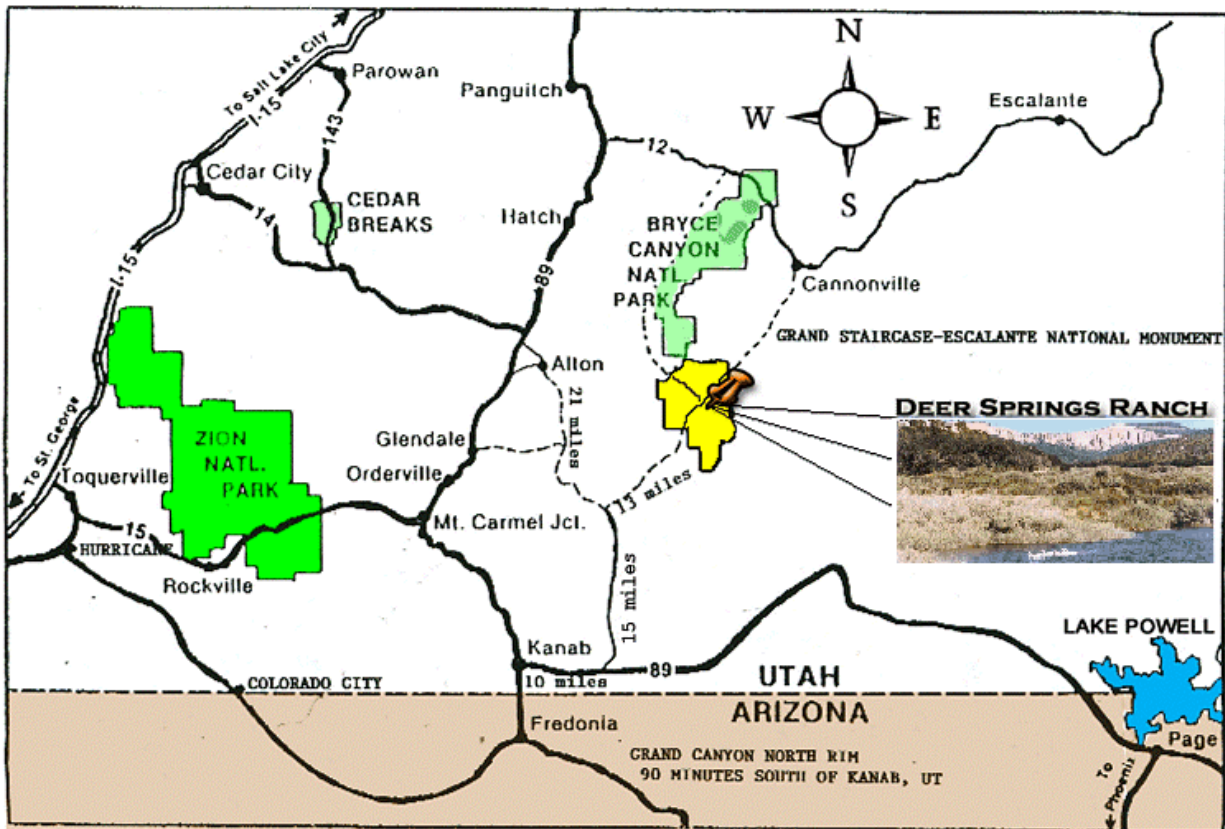 To Salt Lake City
I-15
Parowan
143
Panguitch
N
W
E
S
Escalante
12
Cedar City
14
CEDAR
BREAKS
Hatch
BRYCE
CANYON
NATL.
PARK
89
I-15
Cannonville
GRAND STAIRCASE-ESCALANTE NATIONAL MONUMENT
Alton
21 miles
DEER SPRINGS RANCH
ZION
NATL.
PARK
Glendale
Orderville
To St. George
Toquerville
15
HURRICANE
Rockville
Mt. Carmel Jct.
13 miles
15 miles
Kanab
10 miles
89
LAKE POWELL
UTAH
ARIZONA
COLORADO CITY
Fredonia
GRAND CANYON NORTH RIM
90 MINUTES SOUTH OF KANAB, UT
Page
To
Phoenix